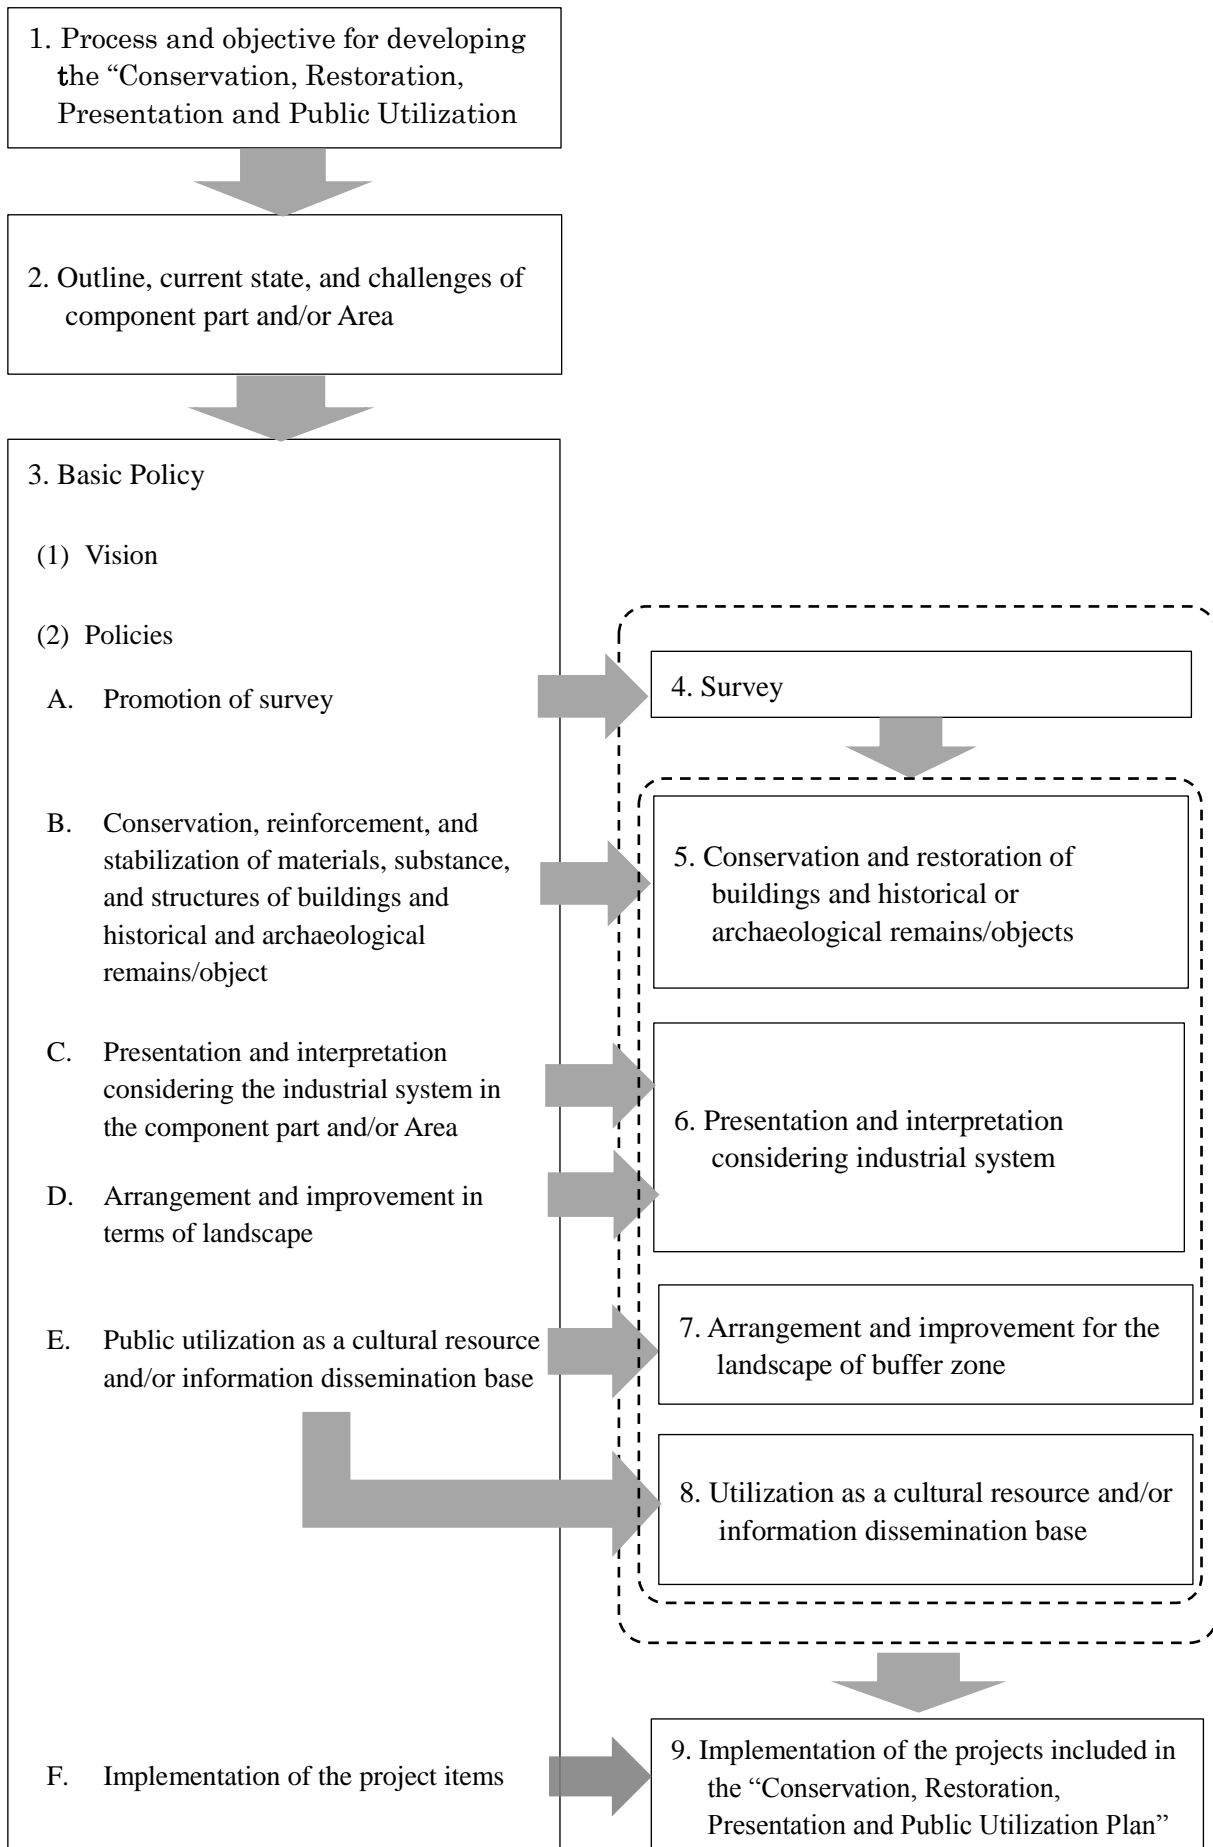 1. Process and objective for developing
the “Conservation, Restoration,
Presentation and Public Utilization
2. Outline, current state, and challenges of
component part and/or Area
3. Basic Policy
(1) Vision
(2) Policies
A. Promotion of survey
B. Conservation, reinforcement, and
stabilization of materials, substance,
and structures of buildings and
historical and archaeological
remains/object
C. Presentation and interpretation
considering the industrial system in
the component part and/or Area
D. Arrangement and improvement in
terms of landscape
E. Public utilization as a cultural resource
and/or information dissemination base
F. Implementation of the project items
4. Survey
5. Conservation and restoration of
buildings and historical or
archaeological remains/objects
6. Presentation and interpretation
considering industrial system
7. Arrangement and improvement for the
landscape of buffer zone
8. Utilization as a cultural resource and/or
information dissemination base
9. Implementation of the projects included in
the “Conservation, Restoration,
Presentation and Public Utilization Plan”